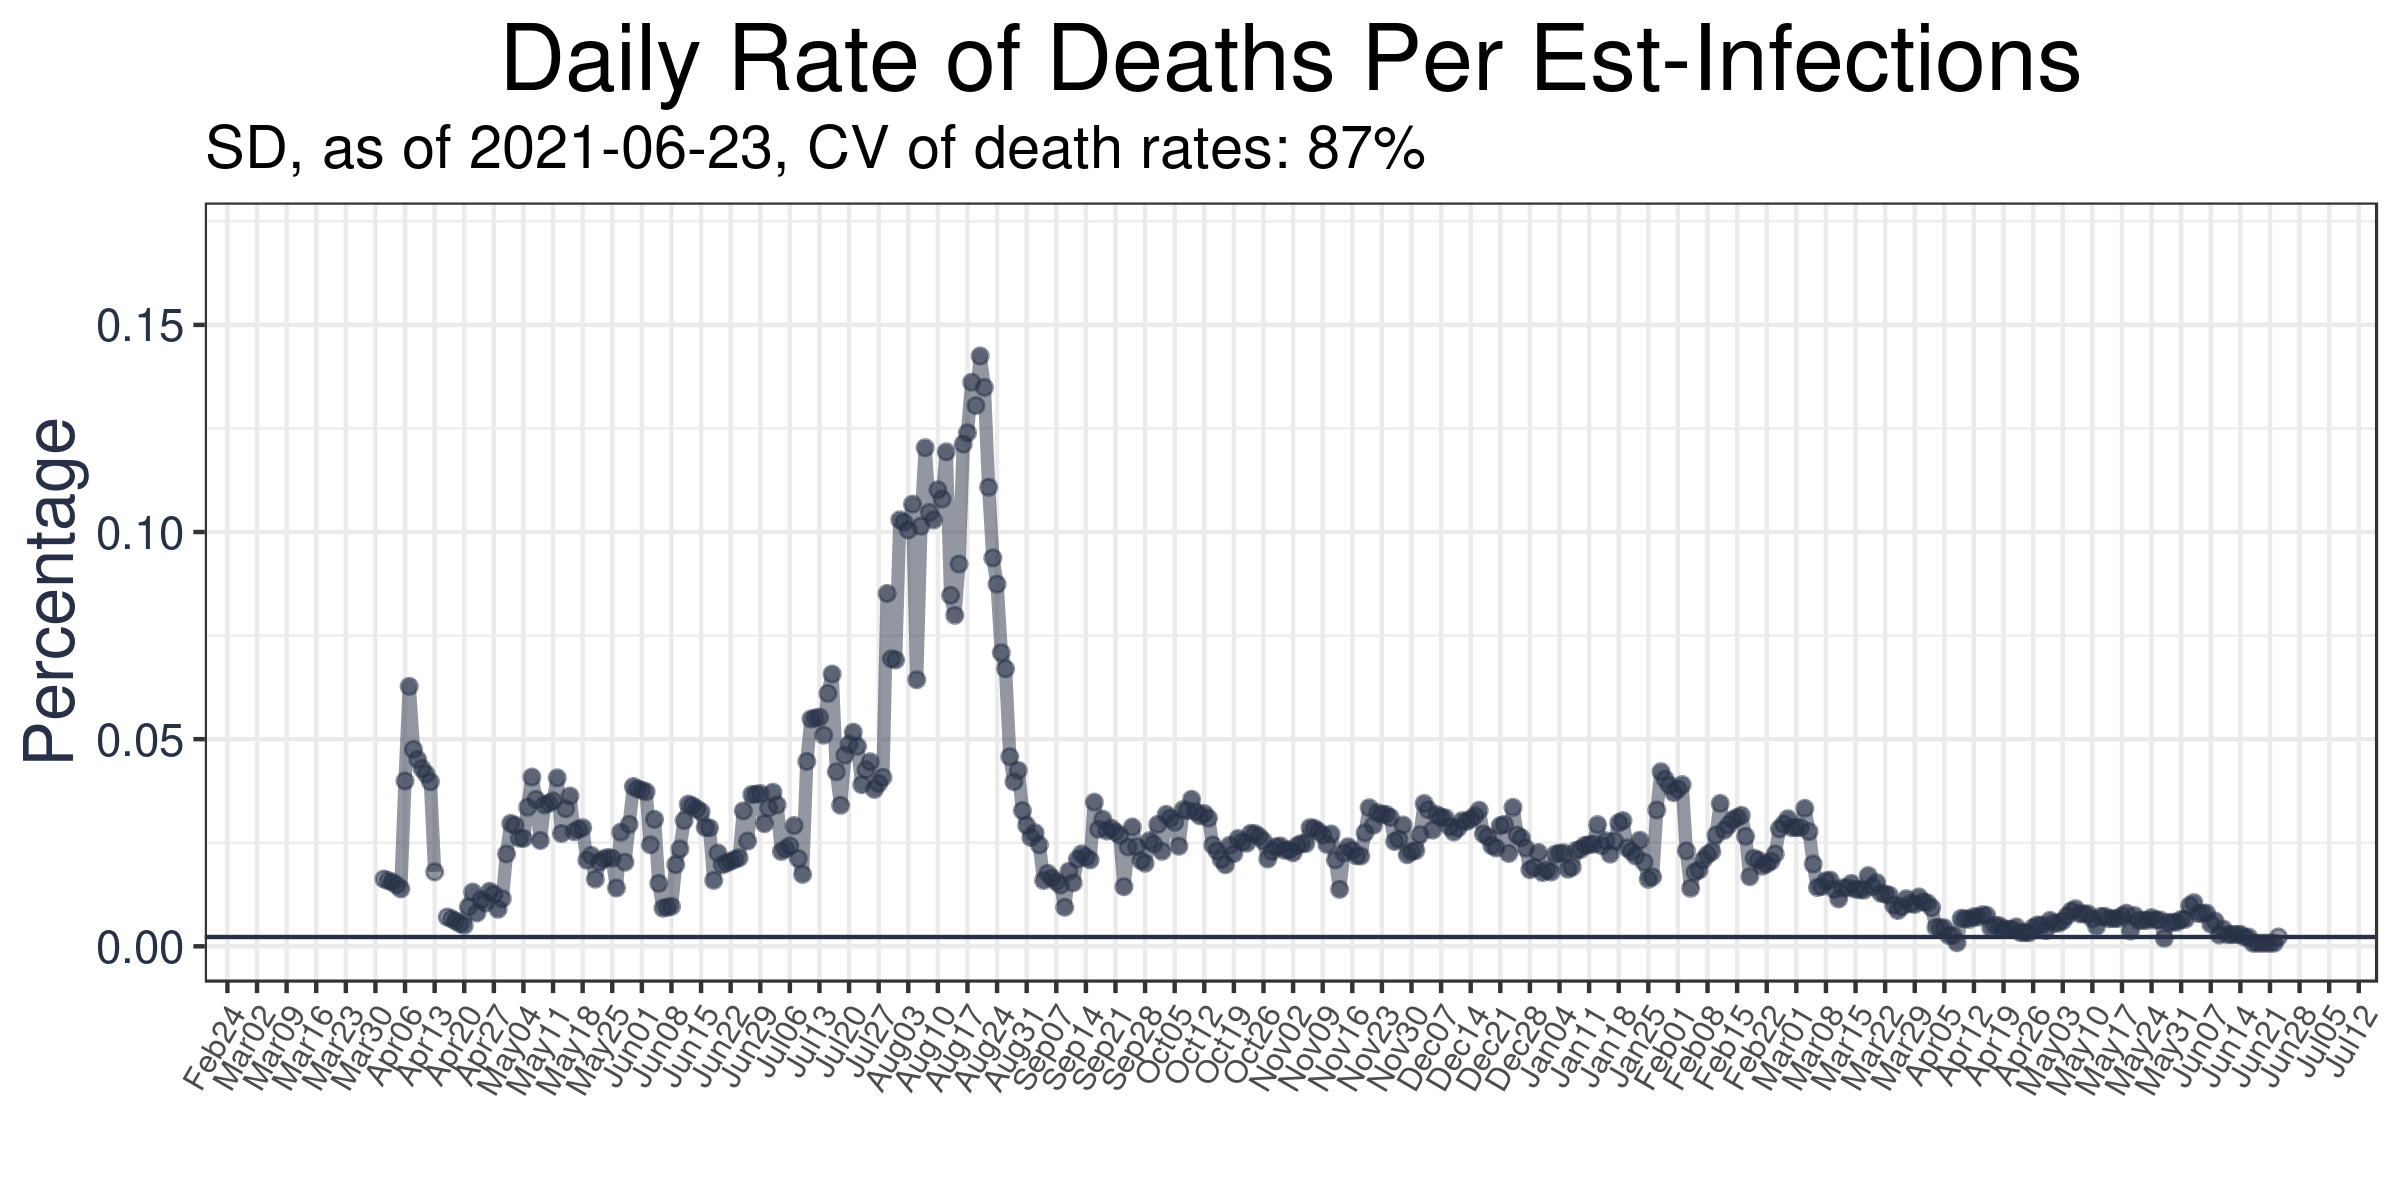 Daily Rate of Deaths Per Est-Infections
SD, as of 2021-06-23, CV of death rates: 87%
Percentage
0.15
0.10
0.05
0.00
Feb24
Mar02
Mar09
Mar16
Mar23
Mar30
Apr06
Apr13
Apr20
Apr27
May04
May11
May18
May25
Jun01
Jun08
Jun15
Jun22
Jun29
Jul06
Jul13
Jul20
Jul27
Aug03
Aug10
Aug17
Aug24
Aug31
Sep07
Sep14
Sep21
Sep28
Oct05
Oct12
Oct19
Oct26
Nov02
Nov09
Nov16
Nov23
Nov30
Dec07
Dec14
Dec21
Dec28
Jan04
Jan11
Jan18
Jan25
Feb01
Feb08
Feb15
Feb22
Mar01
Mar08
Mar15
Mar22
Mar29
Apr05
Apr12
Apr19
Apr26
May03
May10
May17
May24
May31
Jun07
Jun14
Jun21
Jun28
Jul05
Jul12